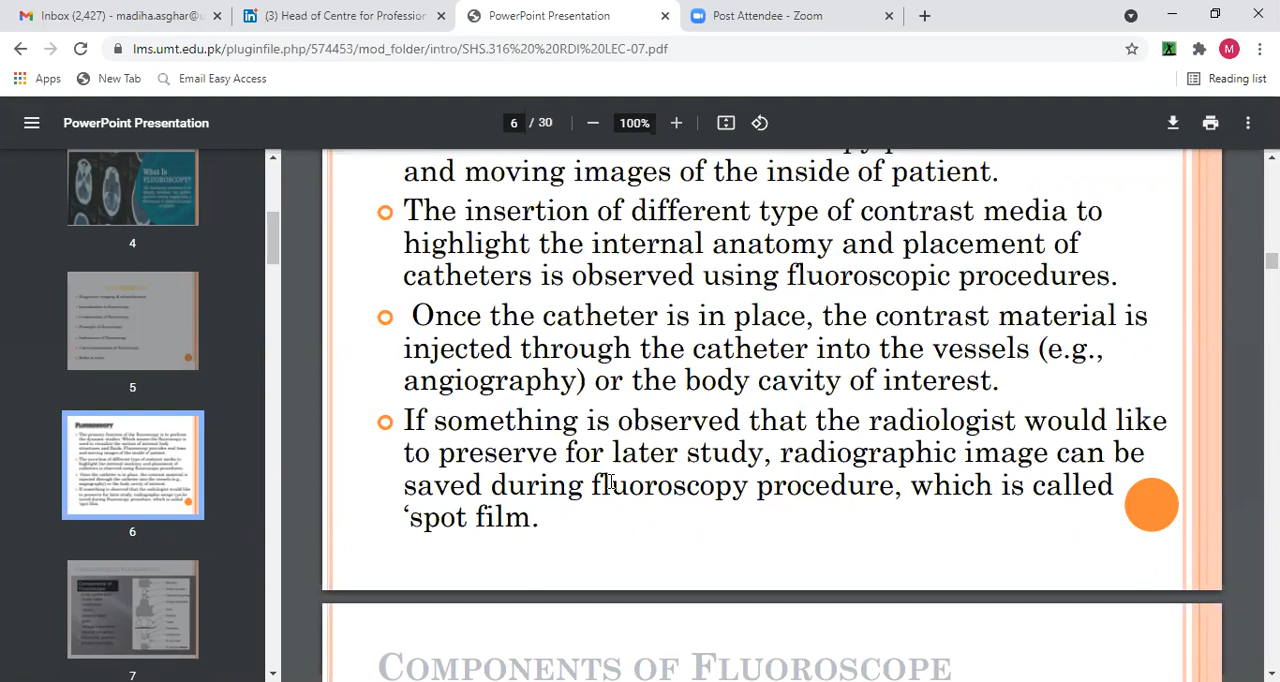 Inbox (2,427) - madiha.asghar@u
(3) Head of Centre for Profession
PowerPoint Presentation
Post Attendee - Zoom
lms.umt.edu.pk/pluginfile.php/574453/mod_folder/intro/SHS.316%20%20RDI%20LEC-07.pdf
M
Apps
New Tab
Email Easy Access
Reading list
PowerPoint Presentation
6 / 30
100%
What Is
FLUOROSCOPY?
4
5
FLUOROSCOPY
6
Components of Fluoroscope
7
and moving images of the inside of patient.
The insertion of different type of contrast media to
highlight the internal anatomy and placement of
catheters is observed using fluoroscopic procedures.
Once the catheter is in place, the contrast material is
injected through the catheter into the vessels (e.g.,
angiography) or the body cavity of interest.
If something is observed that the radiologist would like
to preserve for later study, radiographic image can be
saved during fluoroscopy procedure, which is called
‘spot film.
COMPONENTS OF FLUOROSCOPE